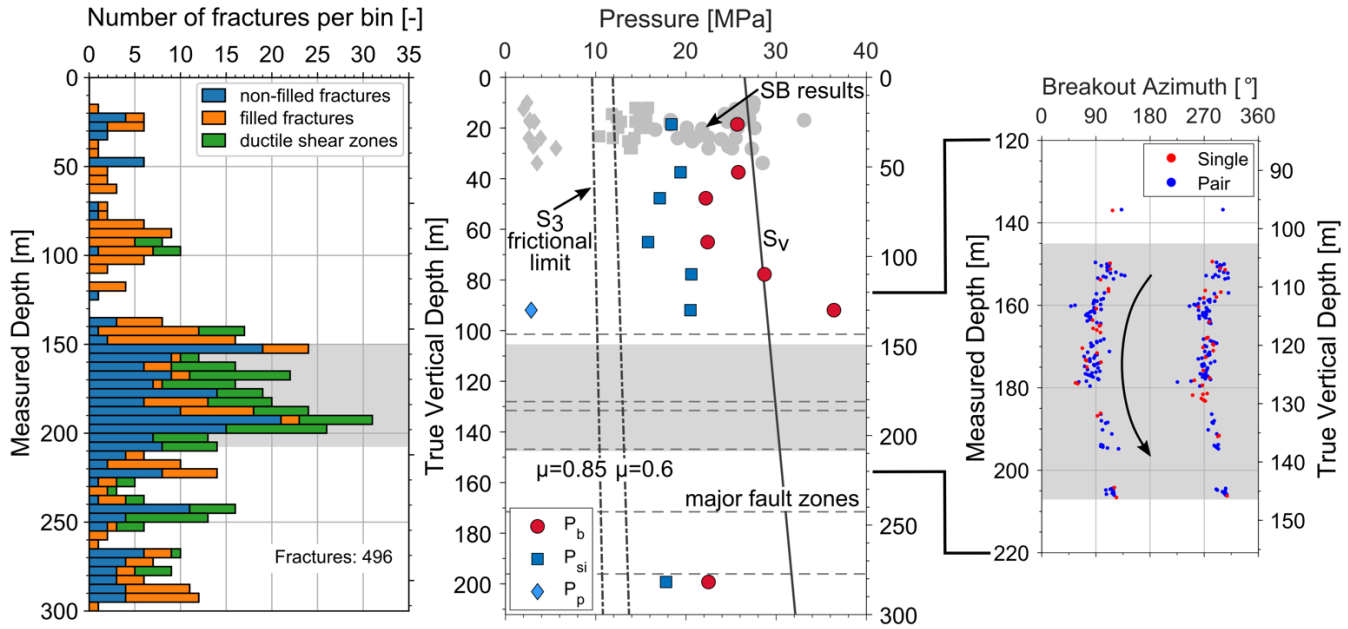 Number of fractures per bin [-]
0 5 10 15 20 25 30 35
Measured Depth [m]
0
50
100
150
200
250
300
non-filled fractures
filled fractures
ductile shear zones
Fractures: 496
Pressure [MPa]
0 10 20 30 40
True Vertical Depth [m]
0
20
40
60
80
100
120
140
160
180
200
0
50
100
150
200
250
300
SB results
S3
frictional
limit
Sv
μ=0.85 μ=0.6
major fault zones
Pb
Psi
Pp
Breakout Azimuth [°]
0 90 180 270 360
Measured Depth [m]
120
140
160
180
200
220
Single
Pair
90
100
110
120
130
140
150
True Vertical Depth [m]